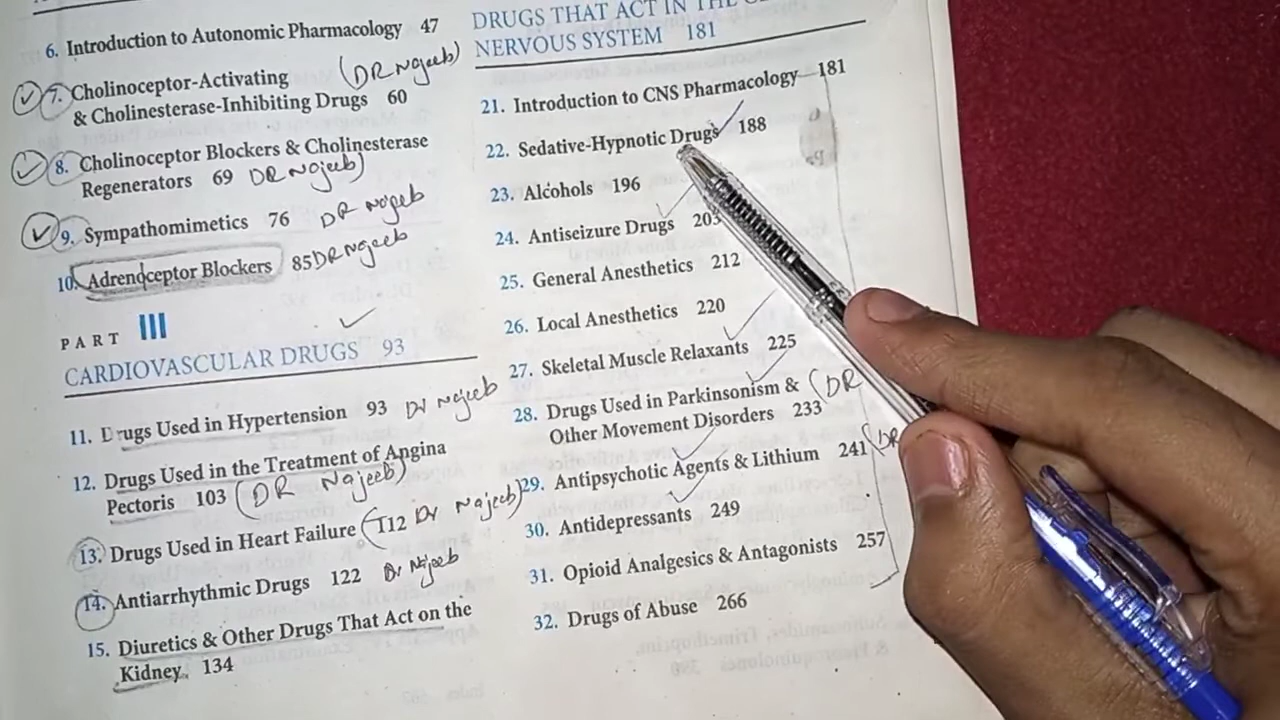 6. Introduction to Autonomic Pharmacology 47
7. Cholinoceptor-Activating (DR Najeeb)
& Cholinesterase-Inhibiting Drugs 60
8. Cholinoceptor Blockers & Cholinesterase
Regenerators 69 DR Najeeb)
9. Sympathomimetics 76 DR Najeeb
10. Adrenoceptor Blockers 85 DR Najeeb
PART III
CARDIOVASCULAR DRUGS 93
11. Drugs Used in Hypertension 93 Dr Najeeb
12. Drugs Used in the Treatment of Angina
Pectoris 103 (DR Najeeb)
13. Drugs Used in Heart Failure (112 Dr Najeeb)
14. Antiarrhythmic Drugs 122 Dr Najeeb
15. Diuretics & Other Drugs That Act on the
Kidney 134
DRUGS THAT ACT IN THE
NERVOUS SYSTEM 181
21. Introduction to CNS Pharmacology 181
22. Sedative-Hypnotic Drugs 188
23. Alcohols 196
24. Antiseizure Drugs 203
25. General Anesthetics 212
26. Local Anesthetics 220
27. Skeletal Muscle Relaxants 225
28. Drugs Used in Parkinsonism & (DR
Other Movement Disorders 233
29. Antipsychotic Agents & Lithium 241 (DR
30. Antidepressants 249
31. Opioid Analgesics & Antagonists 257
32. Drugs of Abuse 266